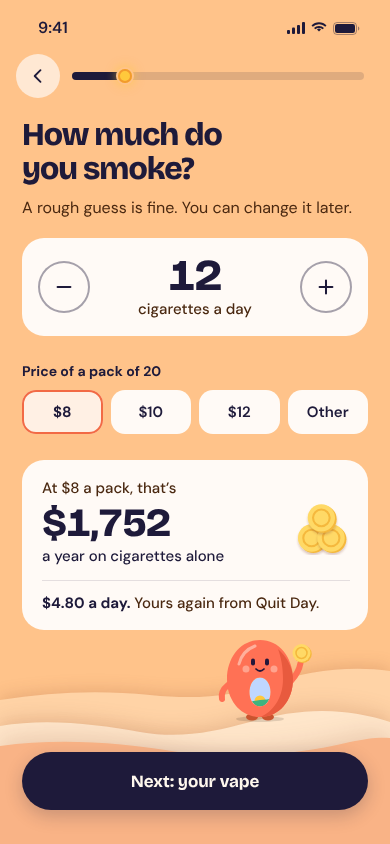 9:41
How much do
you smoke?
A rough guess is fine. You can change it later.
12
cigarettes a day
Price of a pack of 20
$8
$10
$12
Other
At $8 a pack, that’s
$1,752
a year on cigarettes alone
$4.80 a day. Yours again from Quit Day.
Next: your vape